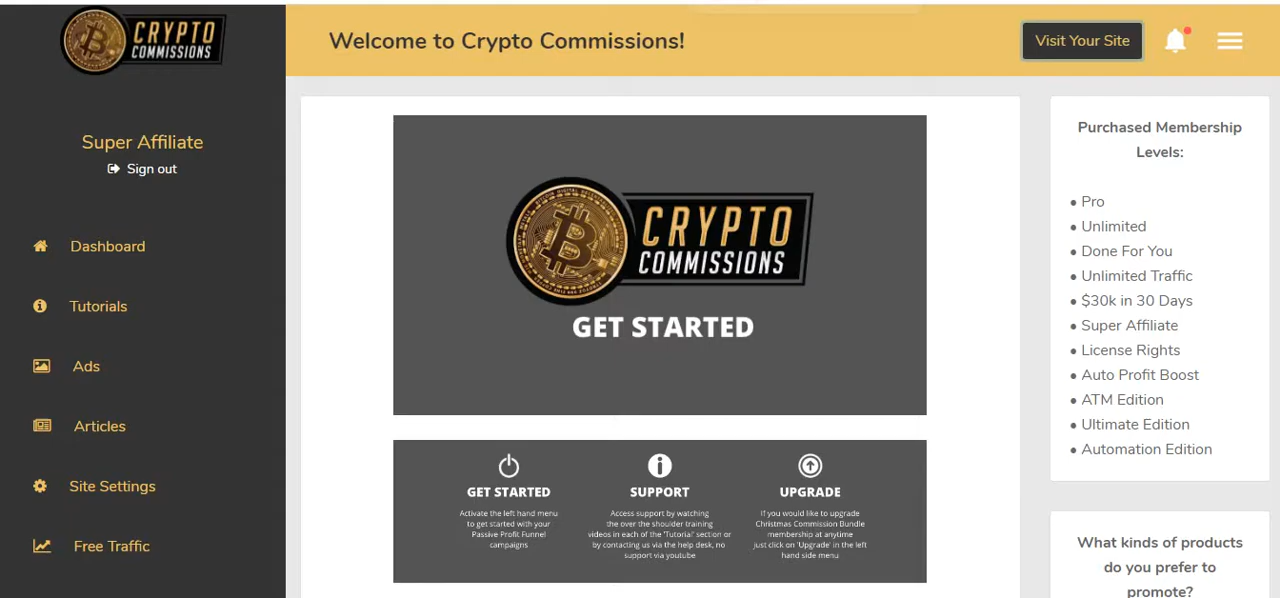 CRYPTO
COMMISSIONS
Welcome to Crypto Commissions!
Visit Your Site
Super Affiliate
Sign out
Dashboard
Tutorials
Ads
Articles
Site Settings
Free Traffic
CRYPTO
COMMISSIONS
GET STARTED
GET STARTED
Activate the left hand menu
to get started with your
Passive Profit Funnel
campaigns
SUPPORT
Access support by watching
the over the shoulder training
videos in each of the 'Tutorial' section or
by contacting us via the help desk, no
support via youtube
UPGRADE
If you would like to upgrade
Christmas Commission Bundle
membership at anytime
just click on 'Upgrade' in the left
hand side menu
Purchased Membership
Levels:
• Pro
• Unlimited
• Done For You
• Unlimited Traffic
• $30k in 30 Days
• Super Affiliate
• License Rights
• Auto Profit Boost
• ATM Edition
• Ultimate Edition
• Automation Edition
What kinds of products
do you prefer to
promote?